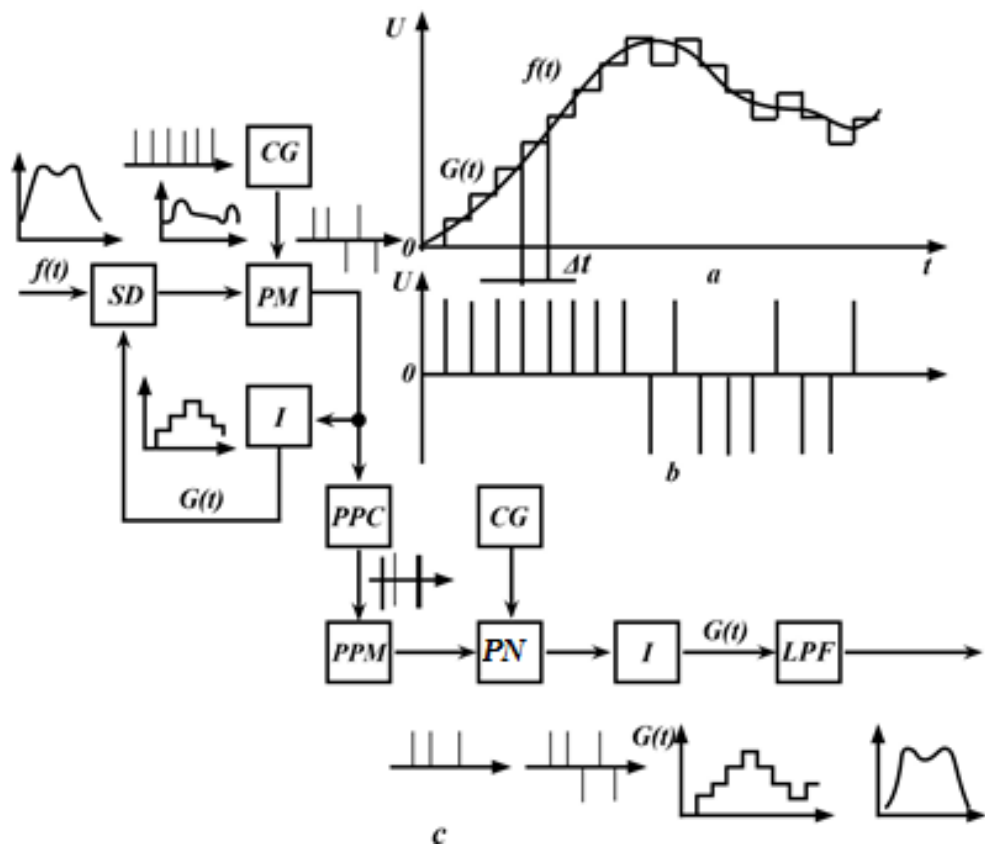 U
f(t)
G(t)
0
Δt
a
t
CG
f(t)
SD
PM
U
0
b
I
G(t)
PPC
CG
PPM
PN
I
G(t)
LPF
G(t)
c